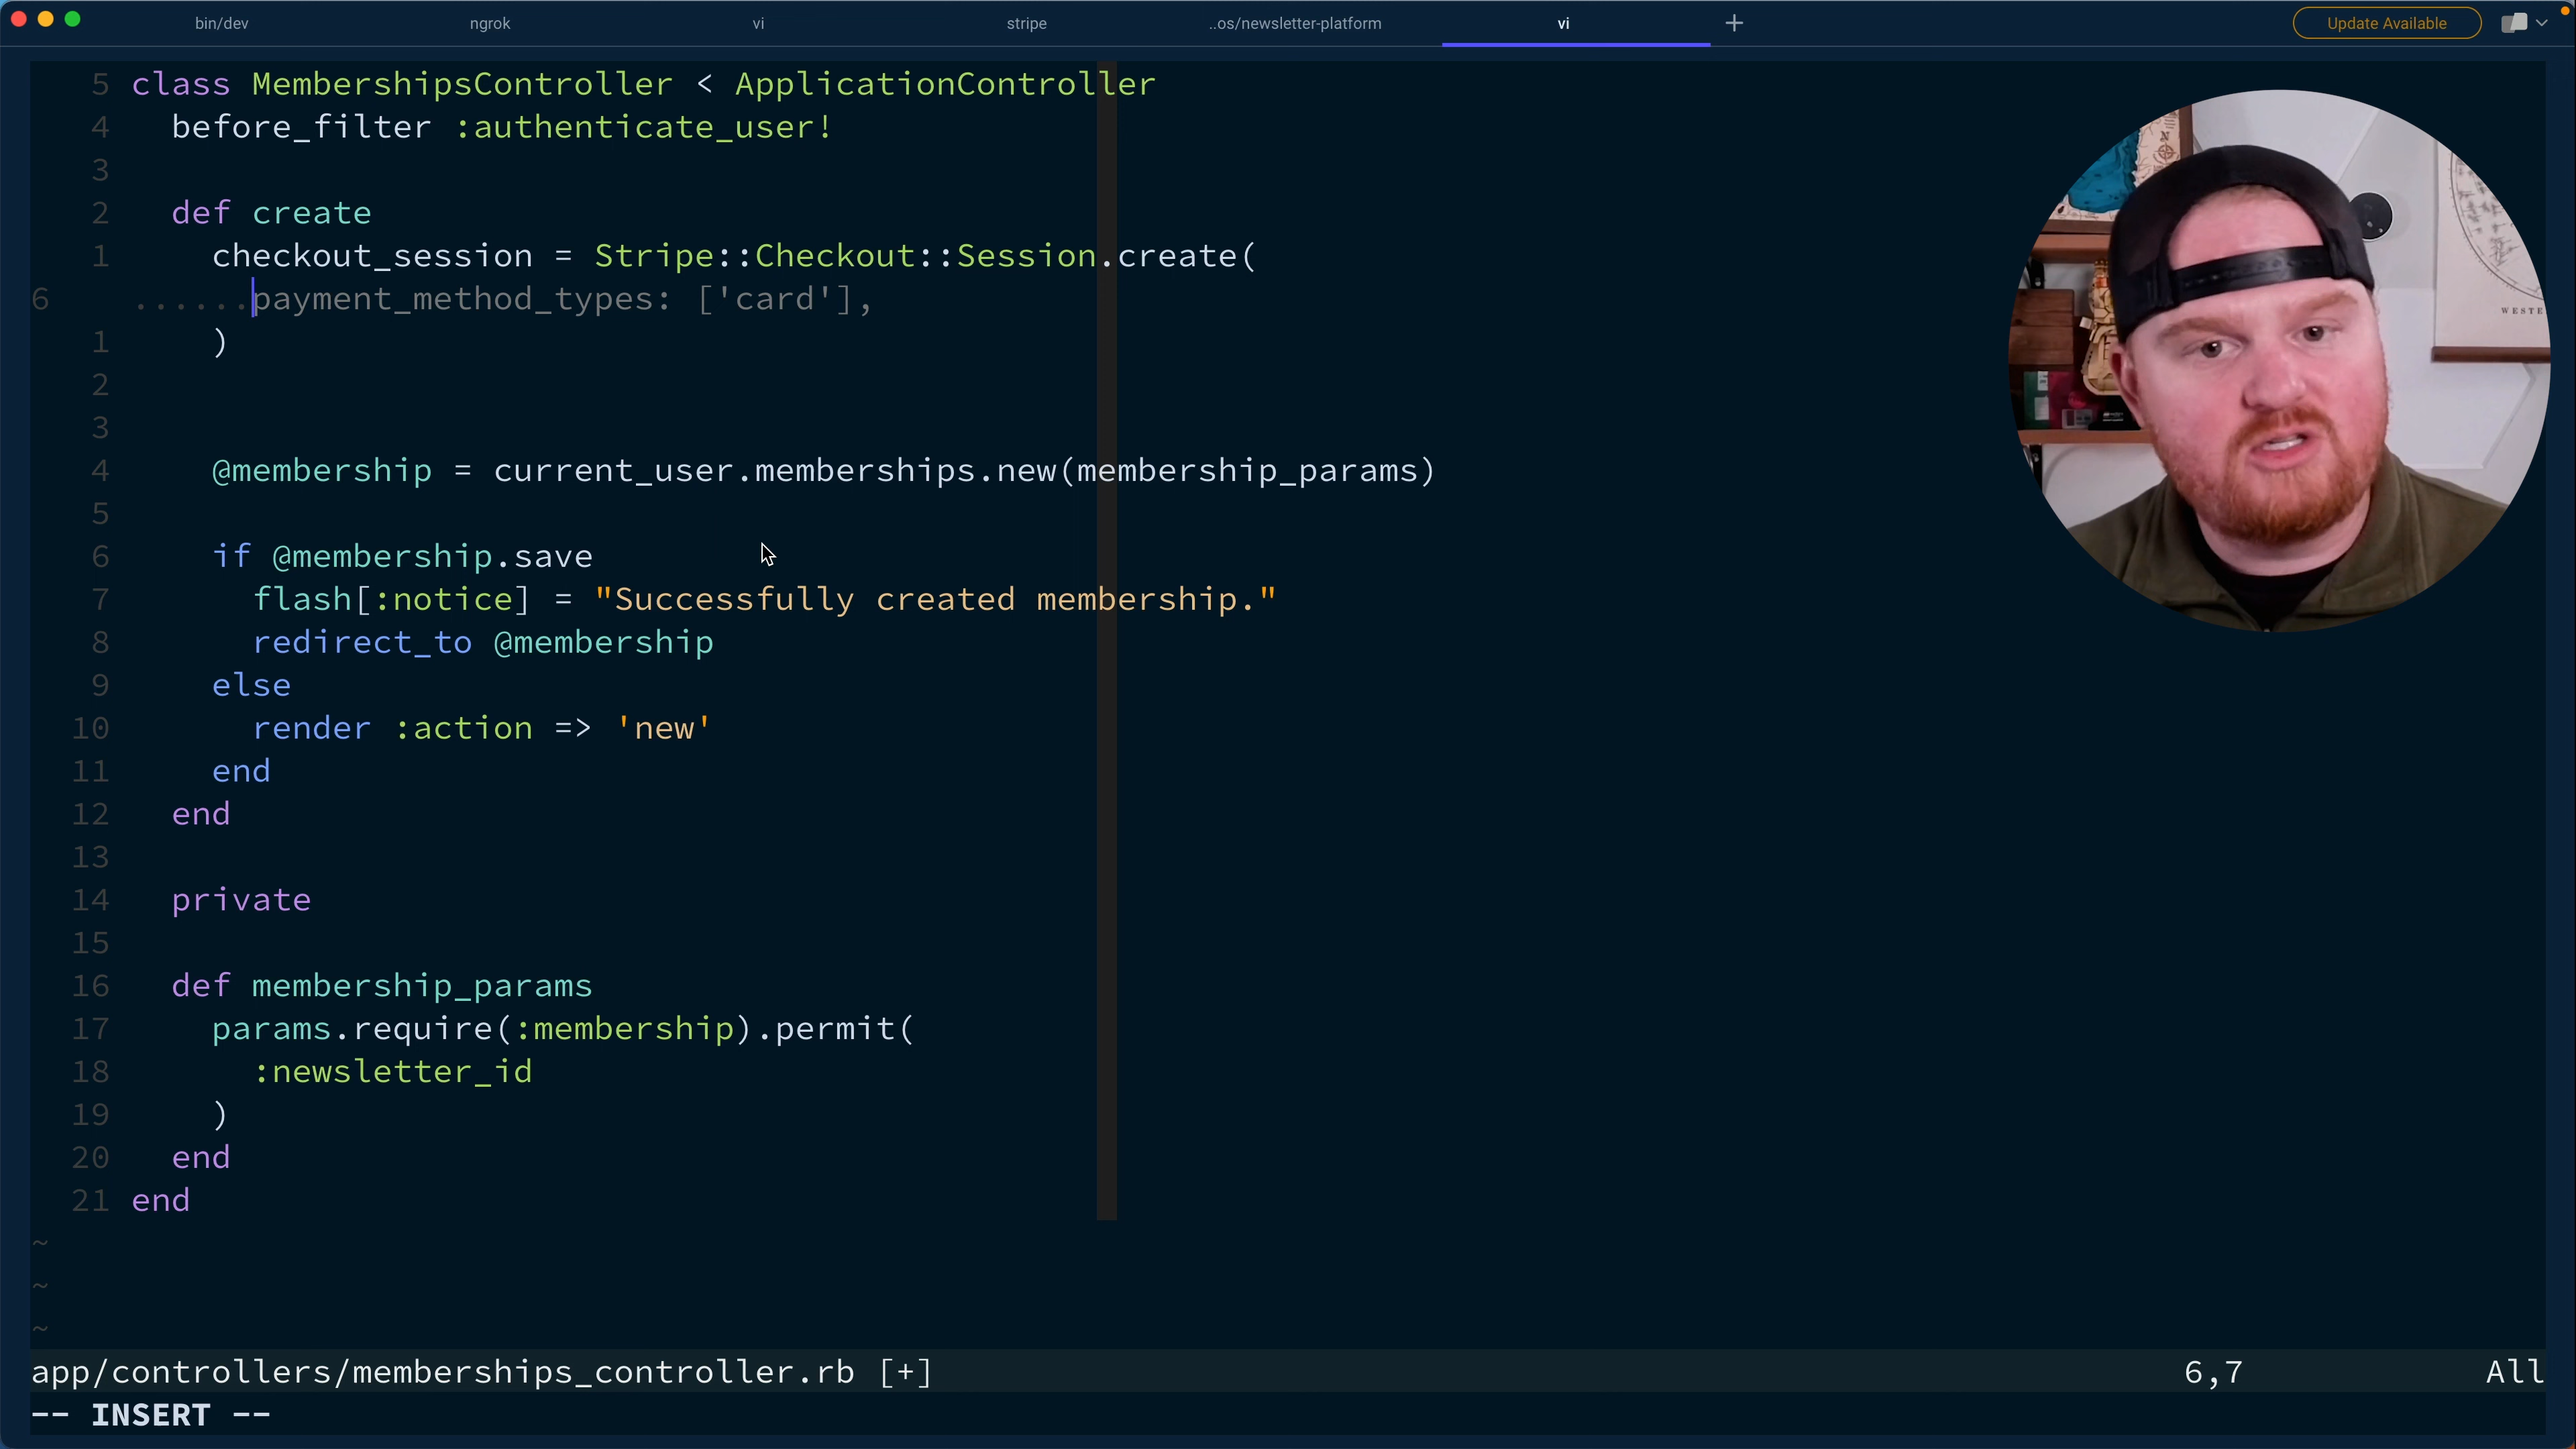 bin/dev
ngrok
vi
stripe
..os/newsletter-platform
vi
+
Update Available
5 class MembershipsController < ApplicationController
4   before_filter :authenticate_user!
3
2   def create
1     checkout_session = Stripe::Checkout::Session.create(
6 ......payment_method_types: ['card'],
1     )
2
3
4     @membership = current_user.memberships.new(membership_params)
5
6     if @membership.save
7       flash[:notice] = "Successfully created membership."
8       redirect_to @membership
9     else
10       render :action => 'new'
11     end
12   end
13
14   private
15
16   def membership_params
17     params.require(:membership).permit(
18       :newsletter_id
19     )
20   end
21 end
~
~
~
app/controllers/memberships_controller.rb [+] 6,7 All
-- INSERT --
WESTE